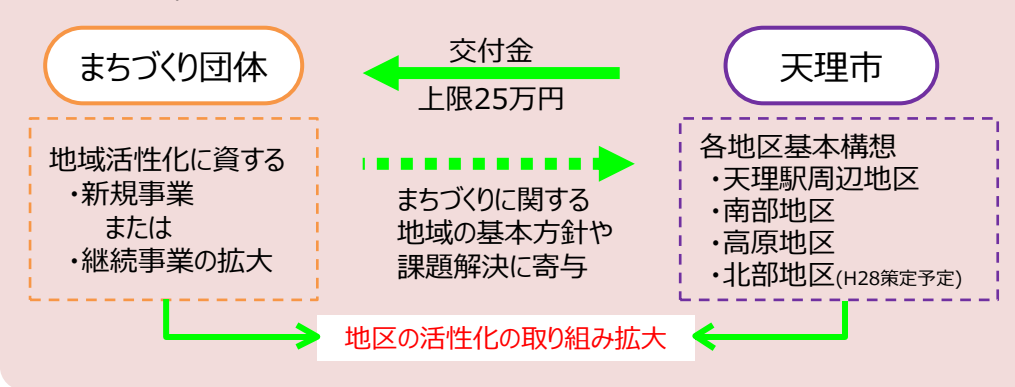 まちづくり団体
交付金
上限25万円
天理市
地域活性化に資する
・新規事業
または
・継続事業の拡大
まちづくりに関する
地域の基本方針や
課題解決に寄与
各地区基本構想
・天理駅周辺地区
・南部地区
・高原地区
・北部地区(H28策定予定)
地区の活性化の取り組み拡大